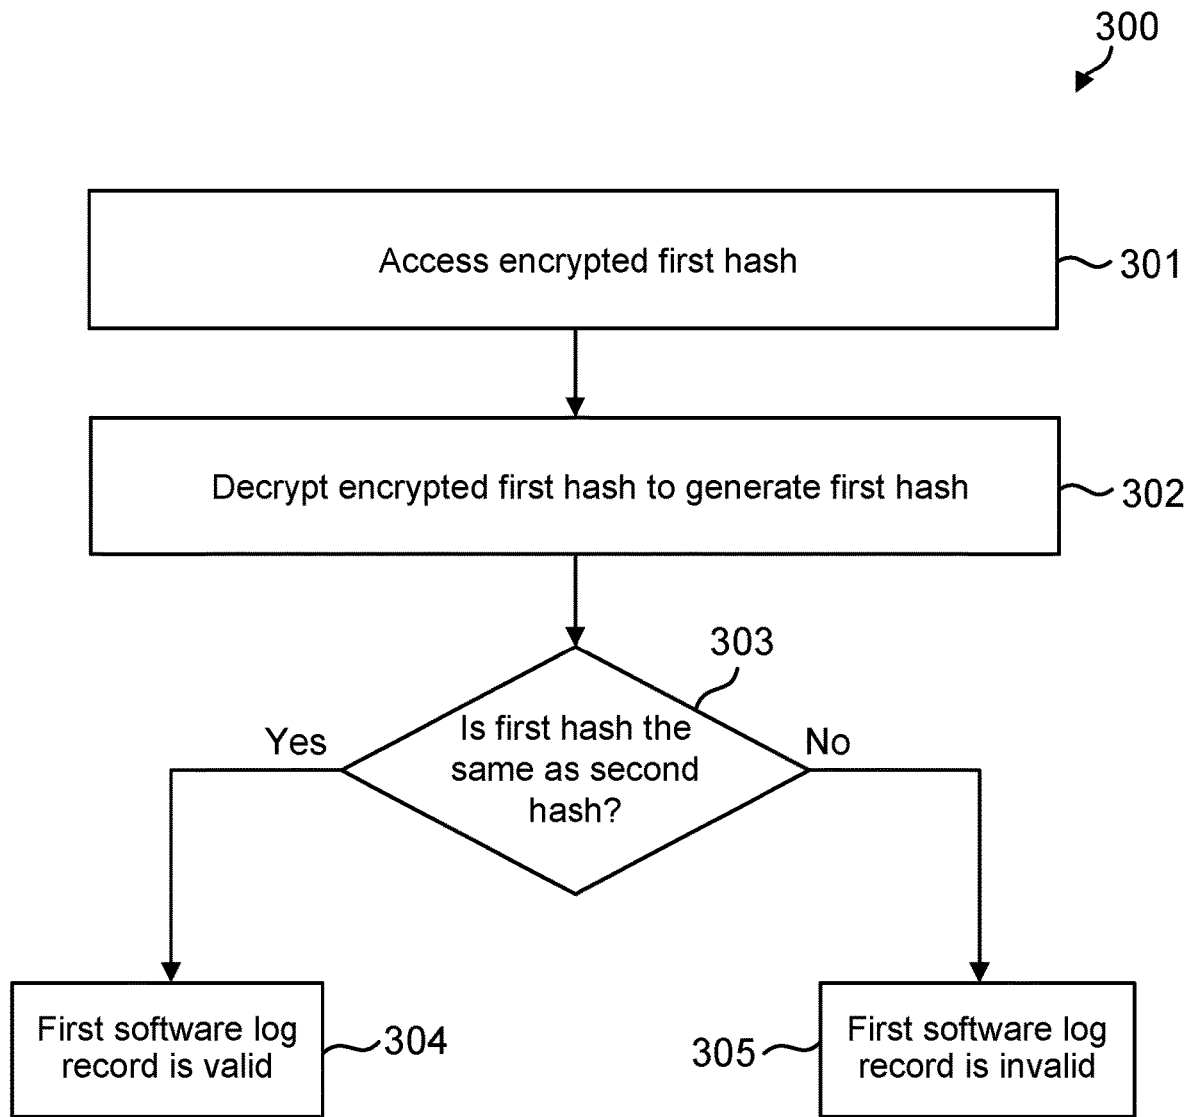 300
Access encrypted first hash
301
Decrypt encrypted first hash to generate first hash
302
303
Is first hash the
same as second
hash?
Yes
No
First software log
record is valid
304
305
First software log
record is invalid